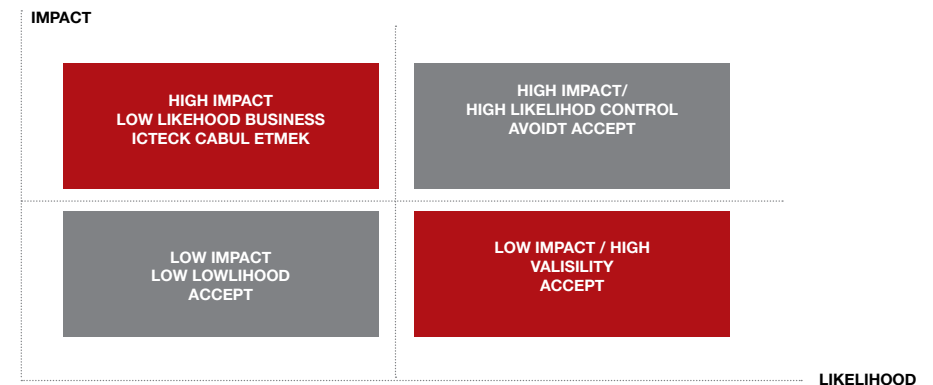 IMPACT
HIGH IMPACT
LOW LIKEHOOD BUSINESS
ICTECK CABUL ETMEK
HIGH IMPACT/
HIGH LIKELIHOD CONTROL
AVOIDT ACCEPT
LOW IMPACT
LOW LOWLIHOOD
ACCEPT
LOW IMPACT / HIGH
VALISILITY
ACCEPT
LIKELIHOOD